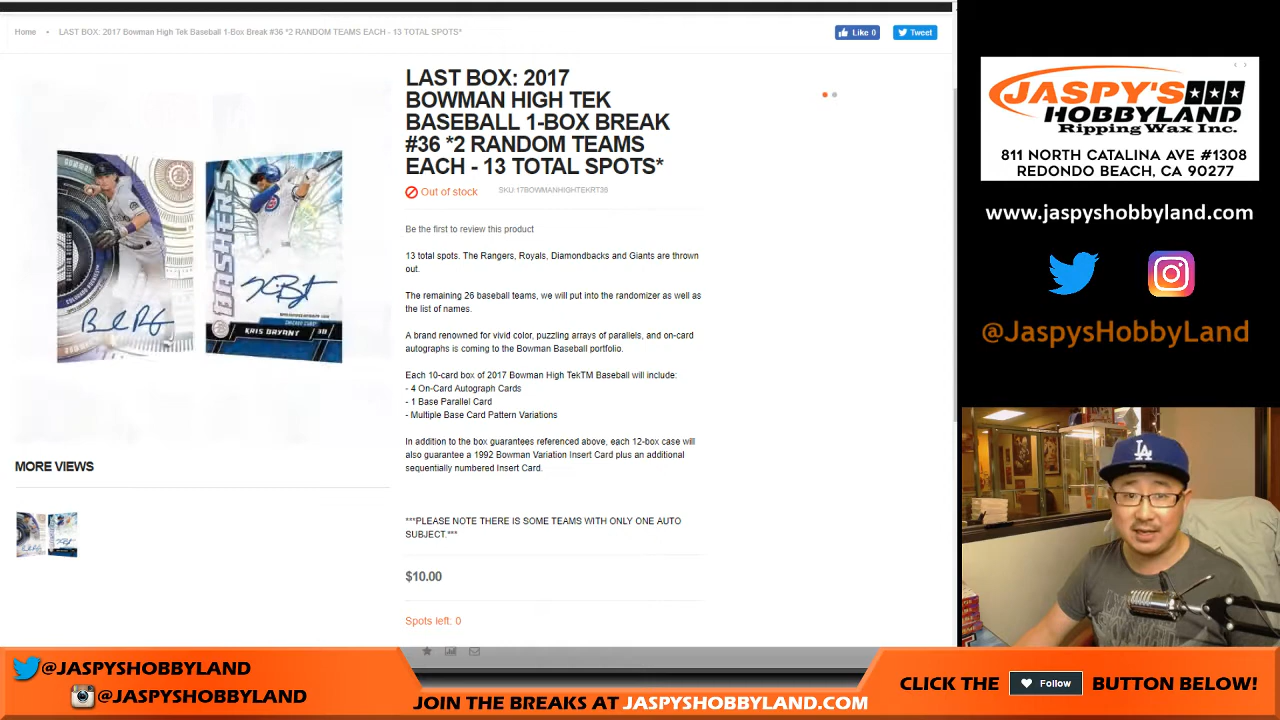 Home • LAST BOX: 2017 Bowman High Tek Baseball 1-Box Break #36 *2 RANDOM TEAMS EACH - 13 TOTAL SPOTS*
Like 0
Tweet
LAST BOX: 2017
BOWMAN HIGH TEK
BASEBALL 1-BOX BREAK
#36 *2 RANDOM TEAMS
EACH - 13 TOTAL SPOTS*
Out of stock
SKU 17BOWMANHIGHTEKRT36
Be the first to review this product
13 total spots. The Rangers, Royals, Diamondbacks and Giants are thrown
out.
The remaining 26 baseball teams, we will put into the randomizer as well as
the list of names.
A brand renowned for vivid color, puzzling arrays of parallels, and on-card
autographs is coming to the Bowman Baseball portfolio.
Each 10-card box of 2017 Bowman High TekTM Baseball will include:
- 4 On-Card Autograph Cards
- 1 Base Parallel Card
- Multiple Base Card Pattern Variations
In addition to the box guarantees referenced above, each 12-box case will
also guarantee a 1992 Bowman Variation Insert Card plus an additional
sequentially numbered Insert Card.
***PLEASE NOTE THERE IS SOME TEAMS WITH ONLY ONE AUTO
SUBJECT.***
$10.00
Spots left: 0
BASHERS
KRIS BRYANT
MORE VIEWS
JASPY'S
HOBBYLAND
Ripping Wax Inc.
811 NORTH CATALINA AVE #1308
REDONDO BEACH, CA 90277
www.jaspyshobbyland.com
@JaspysHobbyLand
LA
@JASPYSHOBBYLAND
@JASPYSHOBBYLAND
JOIN THE BREAKS AT JASPYSHOBBYLAND.COM
CLICK THE Follow BUTTON BELOW!